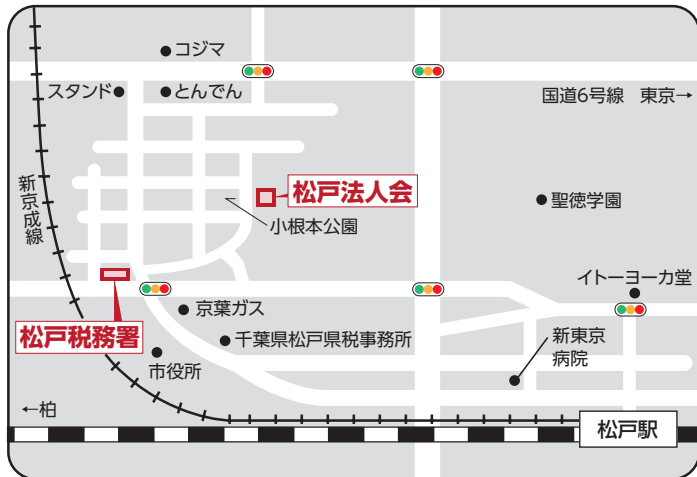 コジマ
スタンド
とんでん
国道6号線 東京→
新京成線
松戸法人会
小根本公園
聖徳学園
イトーヨーカ堂
京葉ガス
松戸税務署
千葉県松戸県税事務所
新東京
病院
市役所
←柏
松戸駅